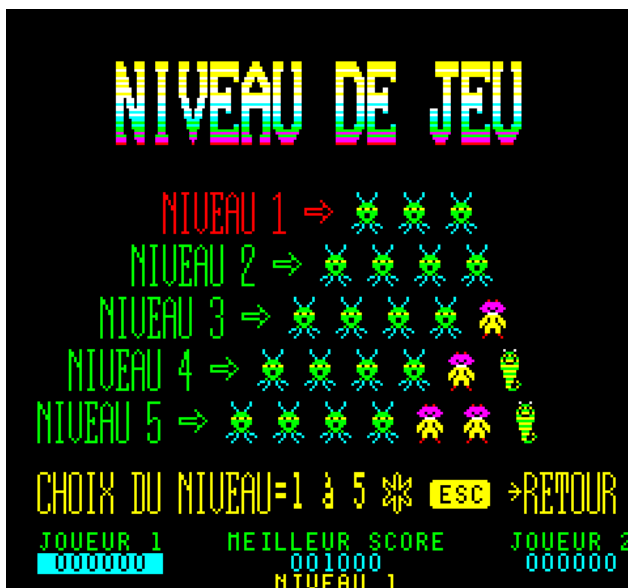 NIVEAU DE JEU
NIVEAU 1 ⇨
NIVEAU 2 ⇨
NIVEAU 3 ⇨
NIVEAU 4 ⇨
NIVEAU 5 ⇨
CHOIX DU NIVEAU=1 à 5 ESC →RETOUR
JOUEUR 1 MEILLEUR SCORE JOUEUR 2
000000 001000 000000
NIVEAU 1